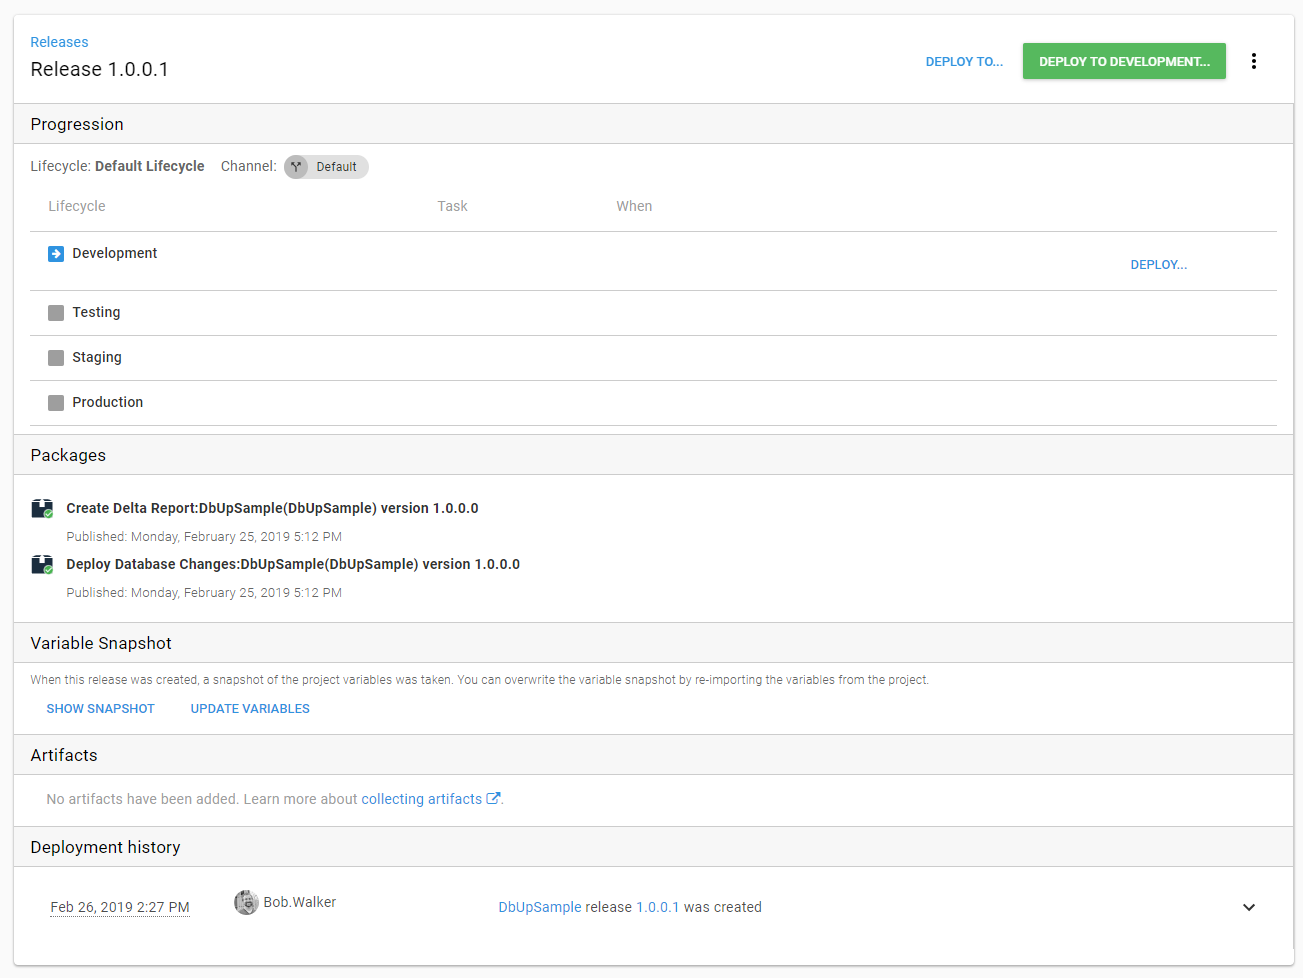 Releases
Release 1.0.0.1
DEPLOY TO... DEPLOY TO DEVELOPMENT...
Progression
Lifecycle: Default Lifecycle Channel: Default
Lifecycle Task When
Development
DEPLOY...
Testing
Staging
Production
Packages
Create Delta Report:DbUpSample(DbUpSample) version 1.0.0.0
Published: Monday, February 25, 2019 5:12 PM
Deploy Database Changes:DbUpSample(DbUpSample) version 1.0.0.0
Published: Monday, February 25, 2019 5:12 PM
Variable Snapshot
When this release was created, a snapshot of the project variables was taken. You can overwrite the variable snapshot by re-importing the variables from the project.
SHOW SNAPSHOT UPDATE VARIABLES
Artifacts
No artifacts have been added. Learn more about collecting artifacts.
Deployment history
Feb 26, 2019 2:27 PM Bob.Walker DbUpSample release 1.0.0.1 was created